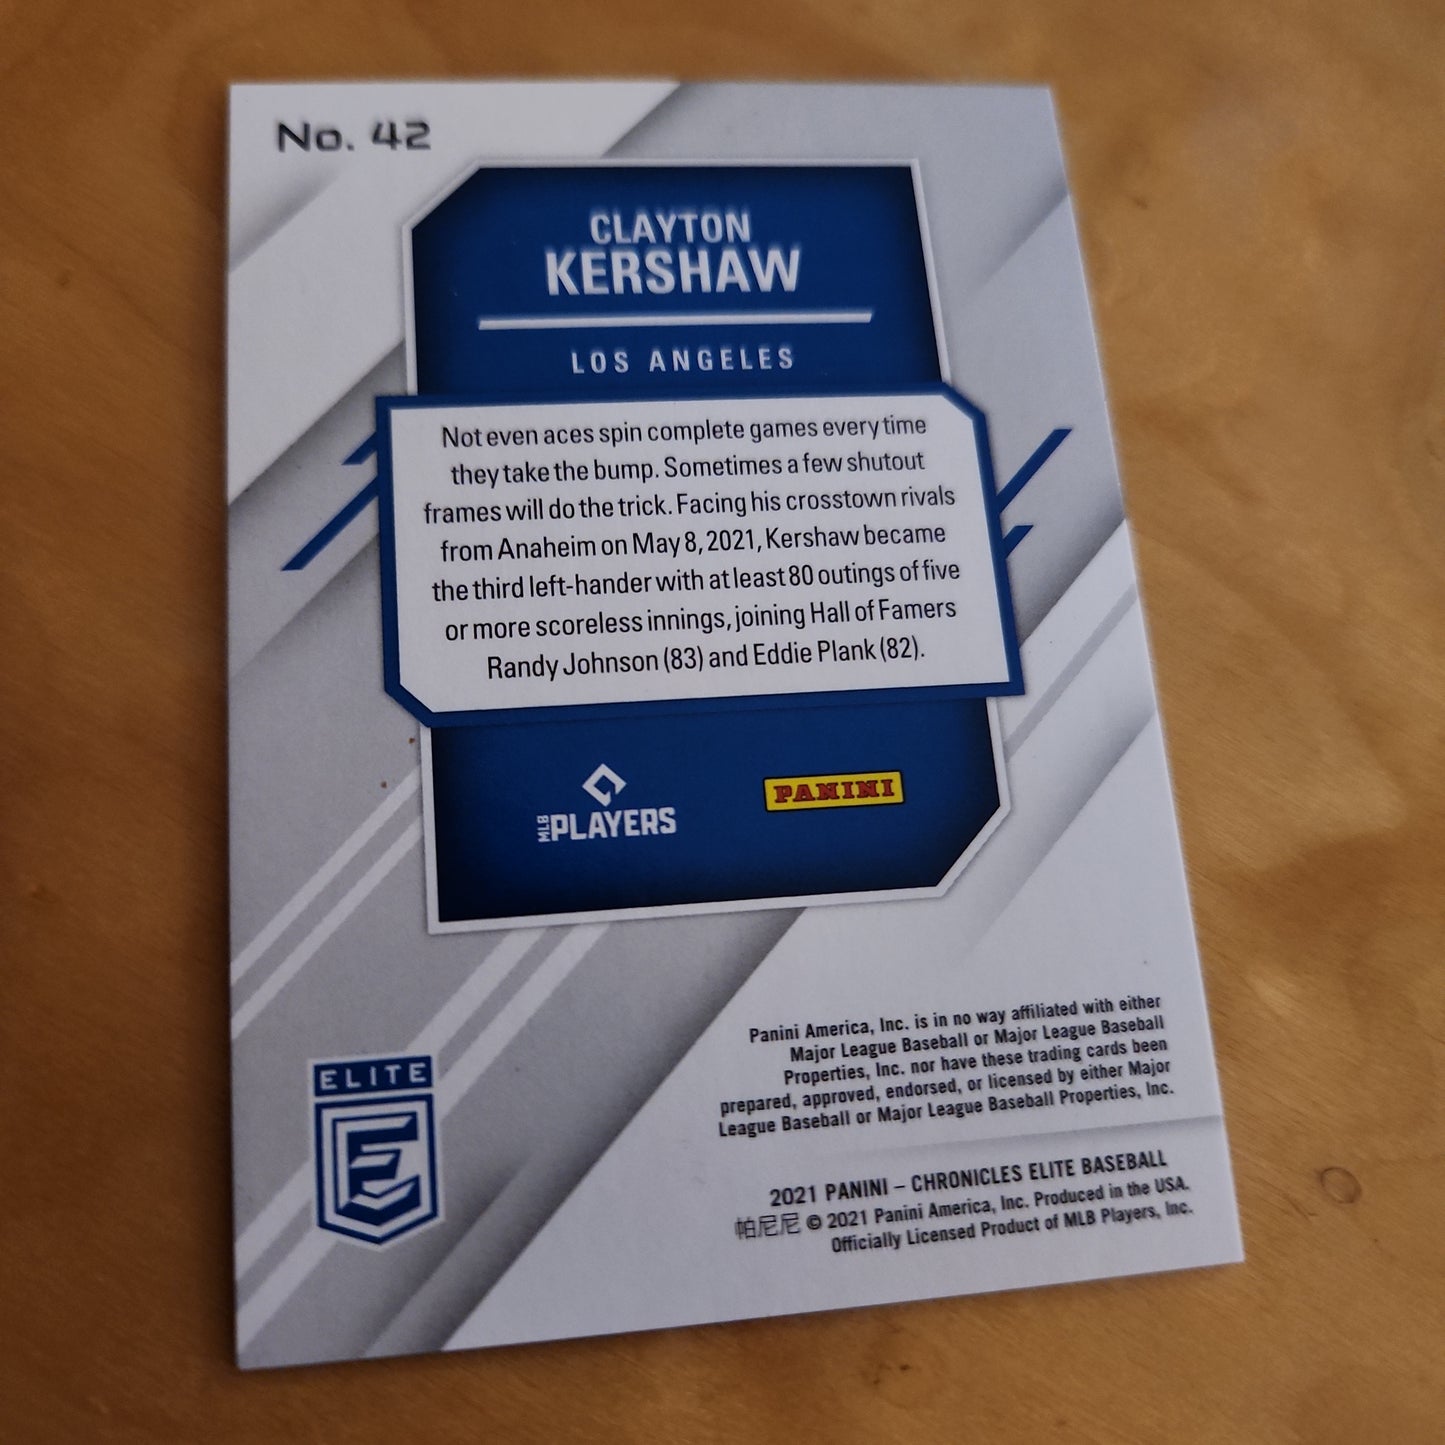 No. 42
CLAYTON
KERSHAW
LOS ANGELES
Not even aces spin complete games every time
they take the bump. Sometimes a few shutout
frames will do the trick. Facing his crosstown rivals
from Anaheim on May 8, 2021, Kershaw became
the third left-hander with at least 80 outings of five
or more scoreless innings, joining Hall of Famers
Randy Johnson (83) and Eddie Plank (82).
MLB PLAYERS
PANINI
Panini America, Inc. is in no way affiliated with either
Major League Baseball or Major League Baseball
Properties, Inc. nor have these trading cards been
prepared, approved, endorsed, or licensed by either Major
League Baseball or Major League Baseball Properties, Inc.
ELITE
E
2021 PANINI – CHRONICLES ELITE BASEBALL
帕尼尼 © 2021 Panini America, Inc. Produced in the USA.
Officially Licensed Product of MLB Players, Inc.